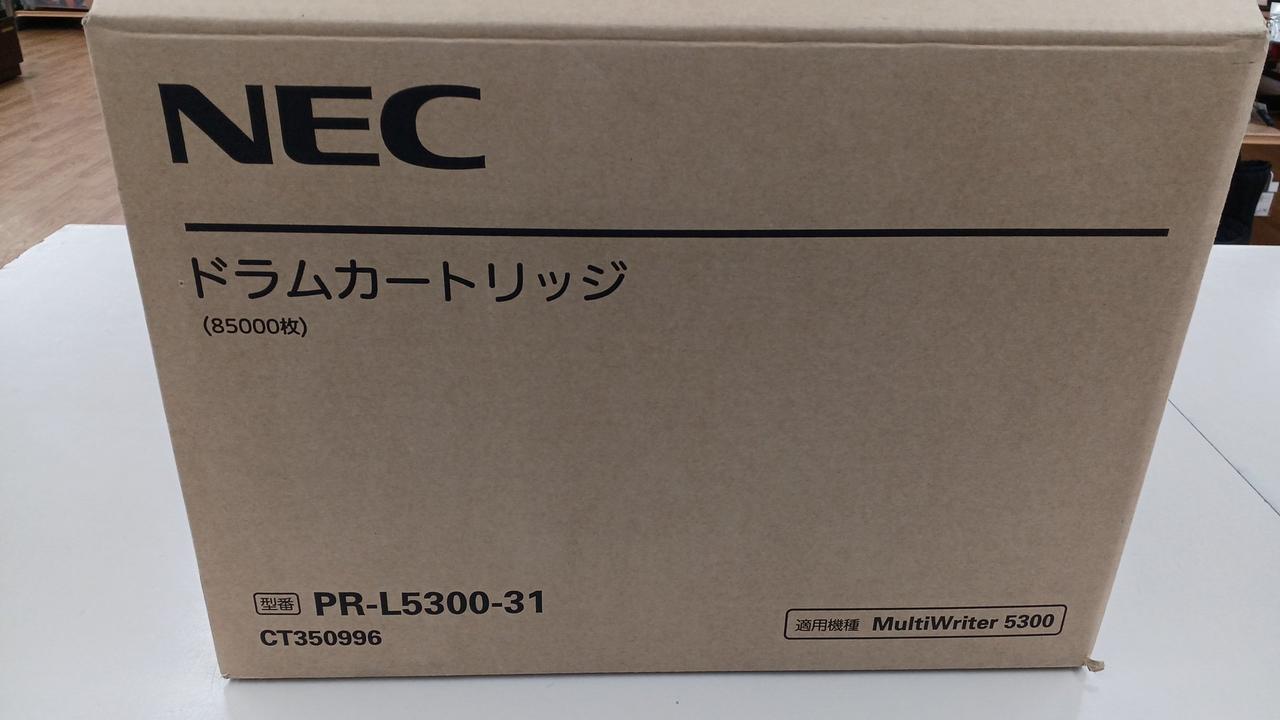 NEC
ドラムカートリッジ
(85000枚)
型番 PR-L5300-31
CT350996
適用機種 MultiWriter 5300